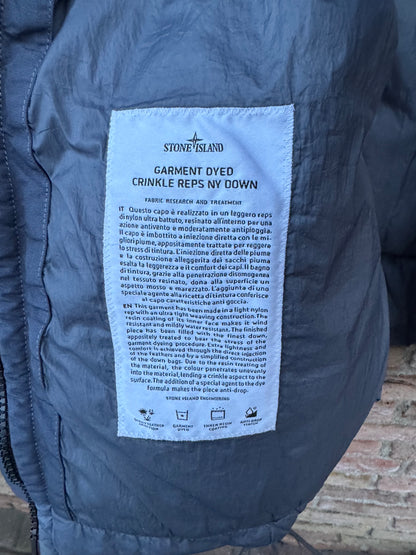 STONE ISLAND
GARMENT DYED
CRINKLE REPS NY DOWN
FABRIC RESEARCH AND TREATMENT
IT Questo capo è realizzato in un leggero reps
di nylon ultra battuto, resinato all'interno per una
azione antivento e moderatamente antipioggia.
Il capo è imbottito a iniezione diretta con le mi-
gliori piume, appositamente trattate per reggere
lo stress di tintura. L'iniezione diretta delle piume
e la costruzione alleggerita dei sacchi piuma
esalta la leggerezza e il comfort dei capi. Il bagno
di tintura, grazie alla penetrazione disomogenea
nel tessuto resinato, dona alla superficie un
aspetto mosso e marezzato. L'aggiunta di uno
speciale agente alla ricetta di tintura conferisce
al capo caratteristiche anti goccia.
EN This garment has been made in a light nylon
rep with an ultra tight weaving construction. The
resin coating of its inner face makes it wind
resistant and mildly water resistant. The finished
piece has been filled with the finest down,
appositely treated to bear the stress of the
garment dyeing procedure. Extra lightness and
comfort is achieved through the direct injection
of the feathers and by a simplified construction
of the down bags. Due to the resin treating of
the material, the colour penetrates unevenly
into the material, lending a crinkle aspect to the
surface. The addition of a special agent to the dye
formula makes the piece anti-drop.
STONE ISLAND ENGINEERING
GARMENT
DYED
COATING
ANTI-DROP